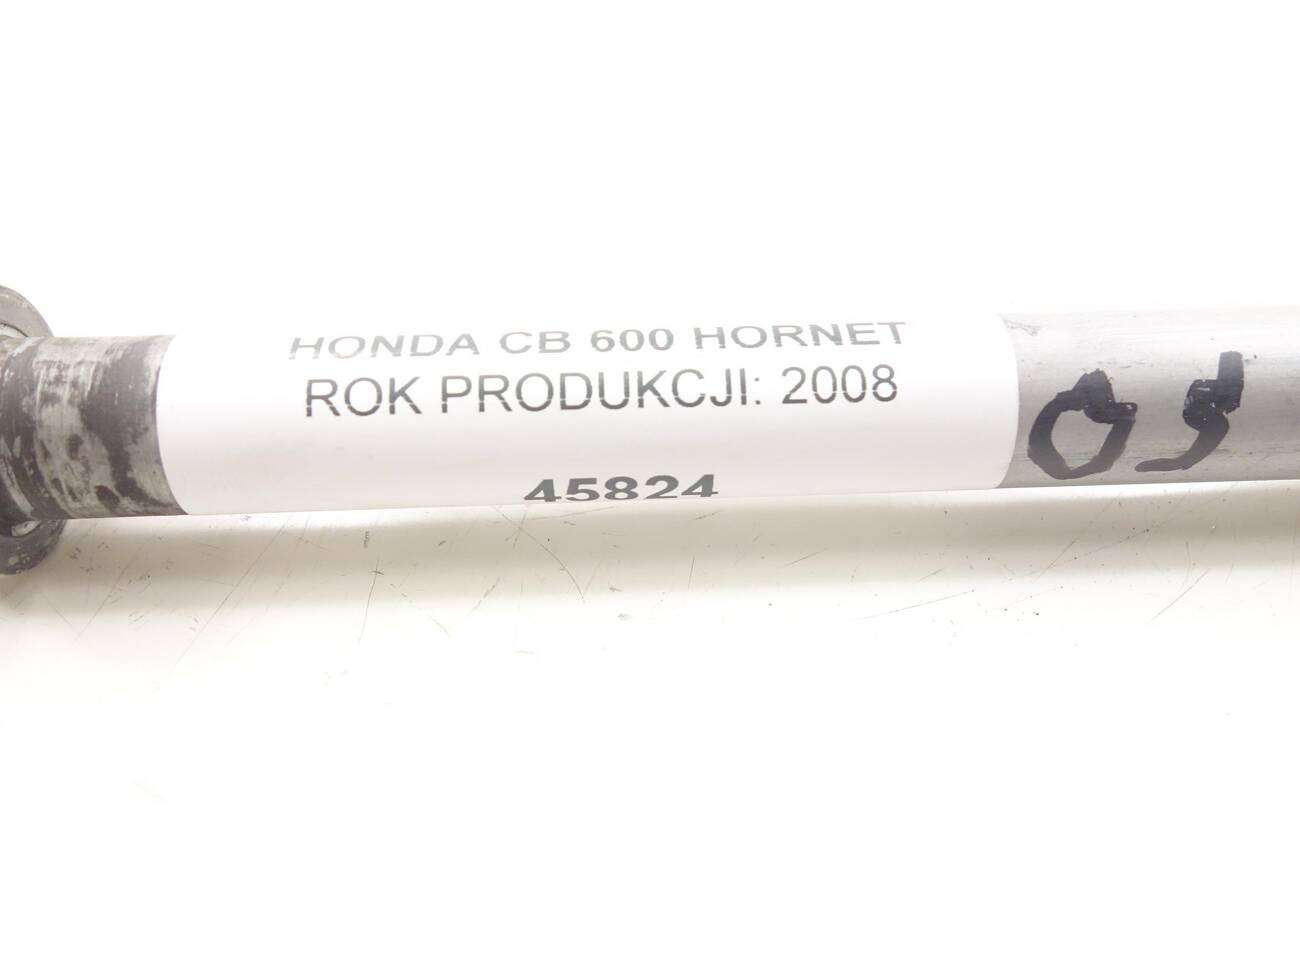 HONDA CB 600 HORNET
ROK PRODUKCJI: 2008
45824